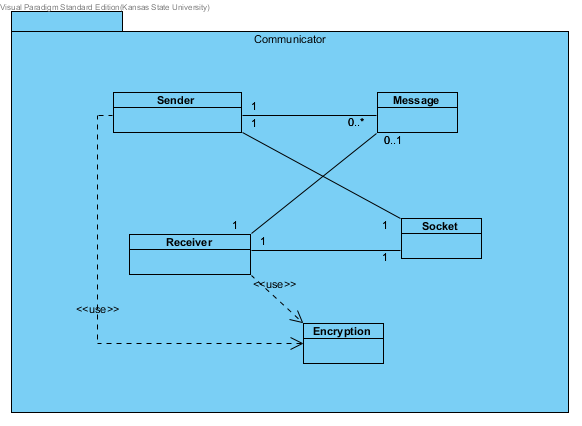 Visual Paradigm Standard Edition(Kansas State University)
Communicator
Sender
1
1
0..*
Message
0..1
1
Receiver
1
1
Socket
1
<<use>>
<<use>>
Encryption